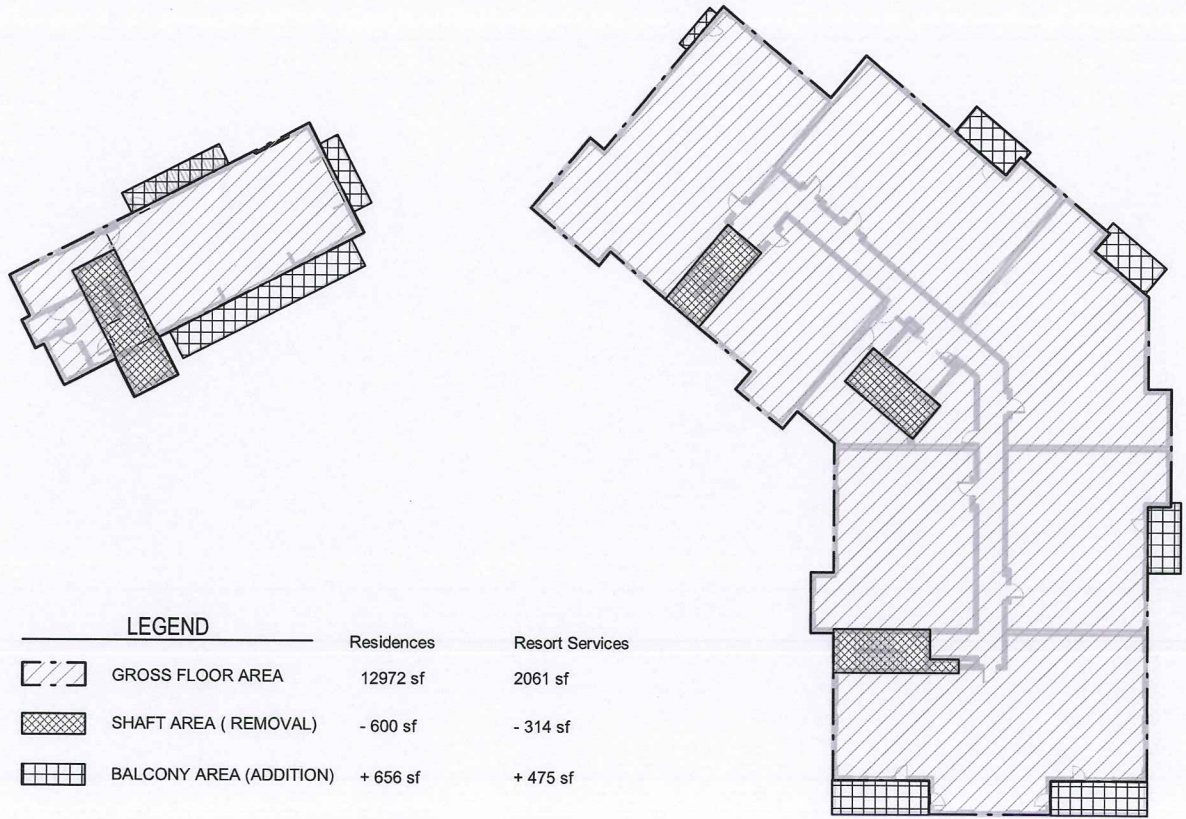 LEGEND
Residences Resort Services
GROSS FLOOR AREA 12972 sf 2061 sf
SHAFT AREA ( REMOVAL) - 600 sf - 314 sf
BALCONY AREA (ADDITION) + 656 sf + 475 sf